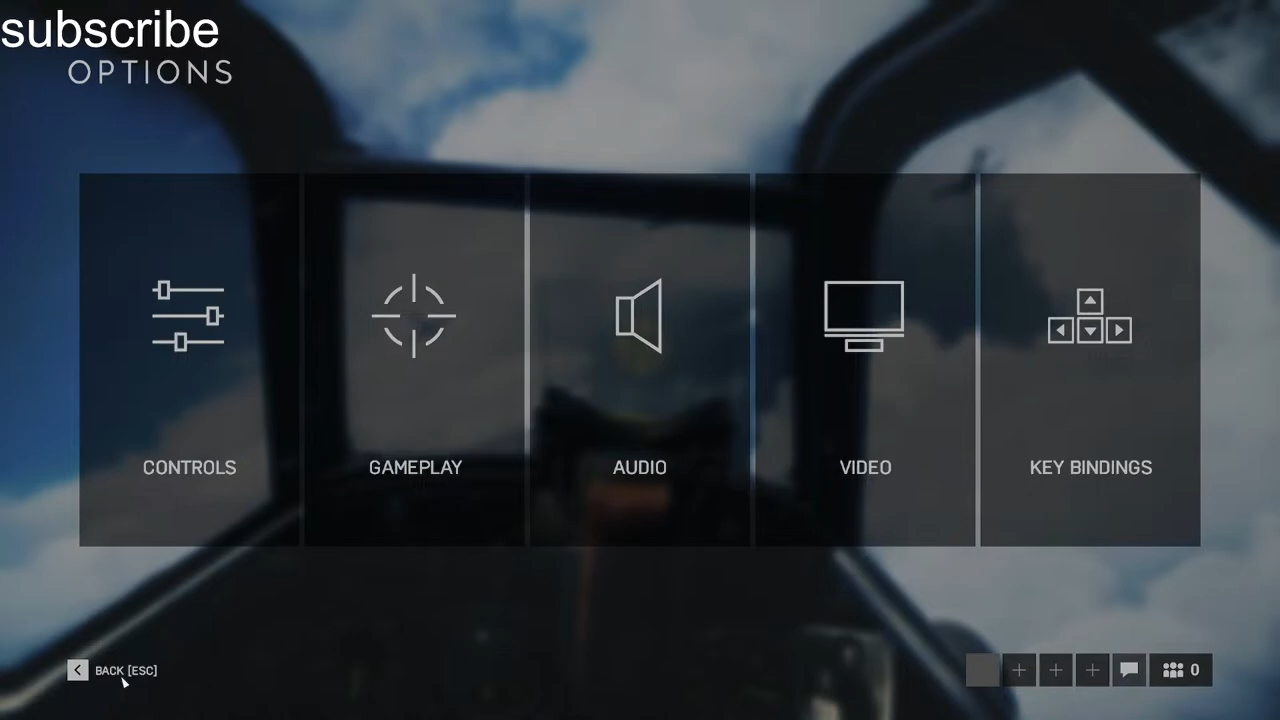 subscribe
OPTIONS
CONTROLS
GAMEPLAY
AUDIO
VIDEO
KEY BINDINGS
BACK [ESC]
0